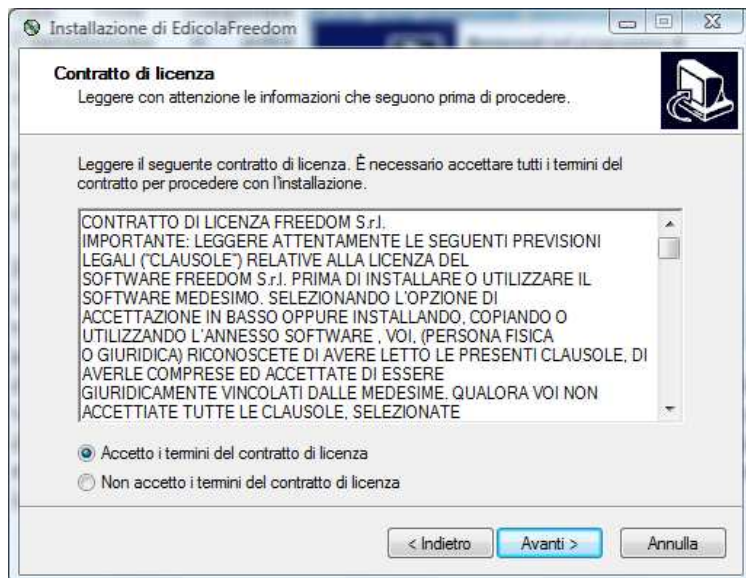 Installazione di EdicolaFreedom
Contratto di licenza
Leggere con attenzione le informazioni che seguono prima di procedere.
Leggere il seguente contratto di licenza. È necessario accettare tutti i termini del
contratto per procedere con l'installazione.
CONTRATTO DI LICENZA FREEDOM S.r.l.
IMPORTANTE: LEGGERE ATTENTAMENTE LE SEGUENTI PREVISIONI
LEGALI ("CLAUSOLE") RELATIVE ALLA LICENZA DEL
SOFTWARE FREEDOM S.r.l. PRIMA DI INSTALLARE O UTILIZZARE IL
SOFTWARE MEDESIMO. SELEZIONANDO L'OPZIONE DI
ACCETTAZIONE IN BASSO OPPURE INSTALLANDO, COPIANDO O
UTILIZZANDO L'ANNESSO SOFTWARE , VOI, (PERSONA FISICA
O GIURIDICA) RICONOSCETE DI AVERE LETTO LE PRESENTI CLAUSOLE, DI
AVERLE COMPRESE ED ACCETTATE DI ESSERE
GIURIDICAMENTE VINCOLATI DALLE MEDESIME. QUALORA VOI NON
ACCETTIATE TUTTE LE CLAUSOLE, SELEZIONATE
Accetto i termini del contratto di licenza
Non accetto i termini del contratto di licenza
< Indietro
Avanti >
Annulla